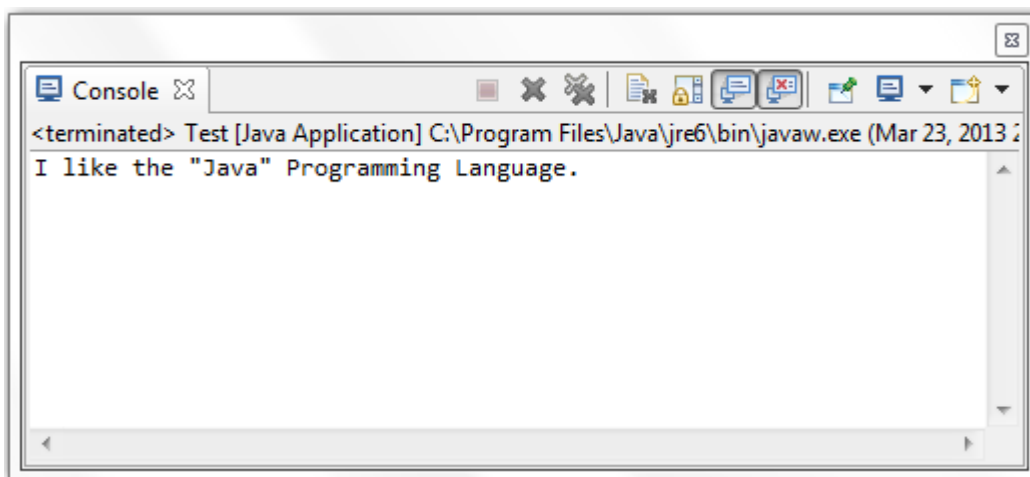 Console
<terminated> Test [Java Application] C:\Program Files\Java\jre6\bin\javaw.exe (Mar 23, 2013
I like the "Java" Programming Language.